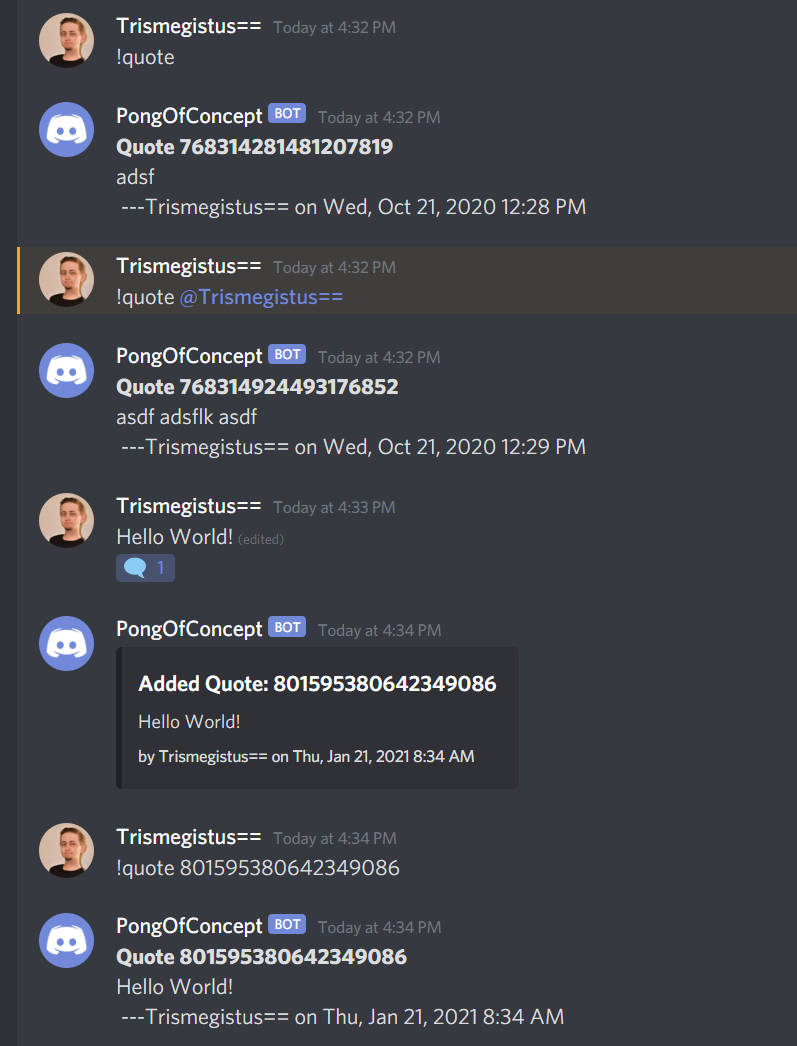 Trismegistus== Today at 4:32 PM
!quote
PongOfConcept BOT Today at 4:32 PM
Quote 768314281481207819
adsf
---Trismegistus== on Wed, Oct 21, 2020 12:28 PM
Trismegistus== Today at 4:32 PM
!quote @Trismegistus==
PongOfConcept BOT Today at 4:32 PM
Quote 768314924493176852
asdf adsflk asdf
---Trismegistus== on Wed, Oct 21, 2020 12:29 PM
Trismegistus== Today at 4:33 PM
Hello World! (edited)
1
PongOfConcept BOT Today at 4:34 PM
Added Quote: 801595380642349086
Hello World!
by Trismegistus== on Thu, Jan 21, 2021 8:34 AM
Trismegistus== Today at 4:34 PM
!quote 801595380642349086
PongOfConcept BOT Today at 4:34 PM
Quote 801595380642349086
Hello World!
---Trismegistus== on Thu, Jan 21, 2021 8:34 AM